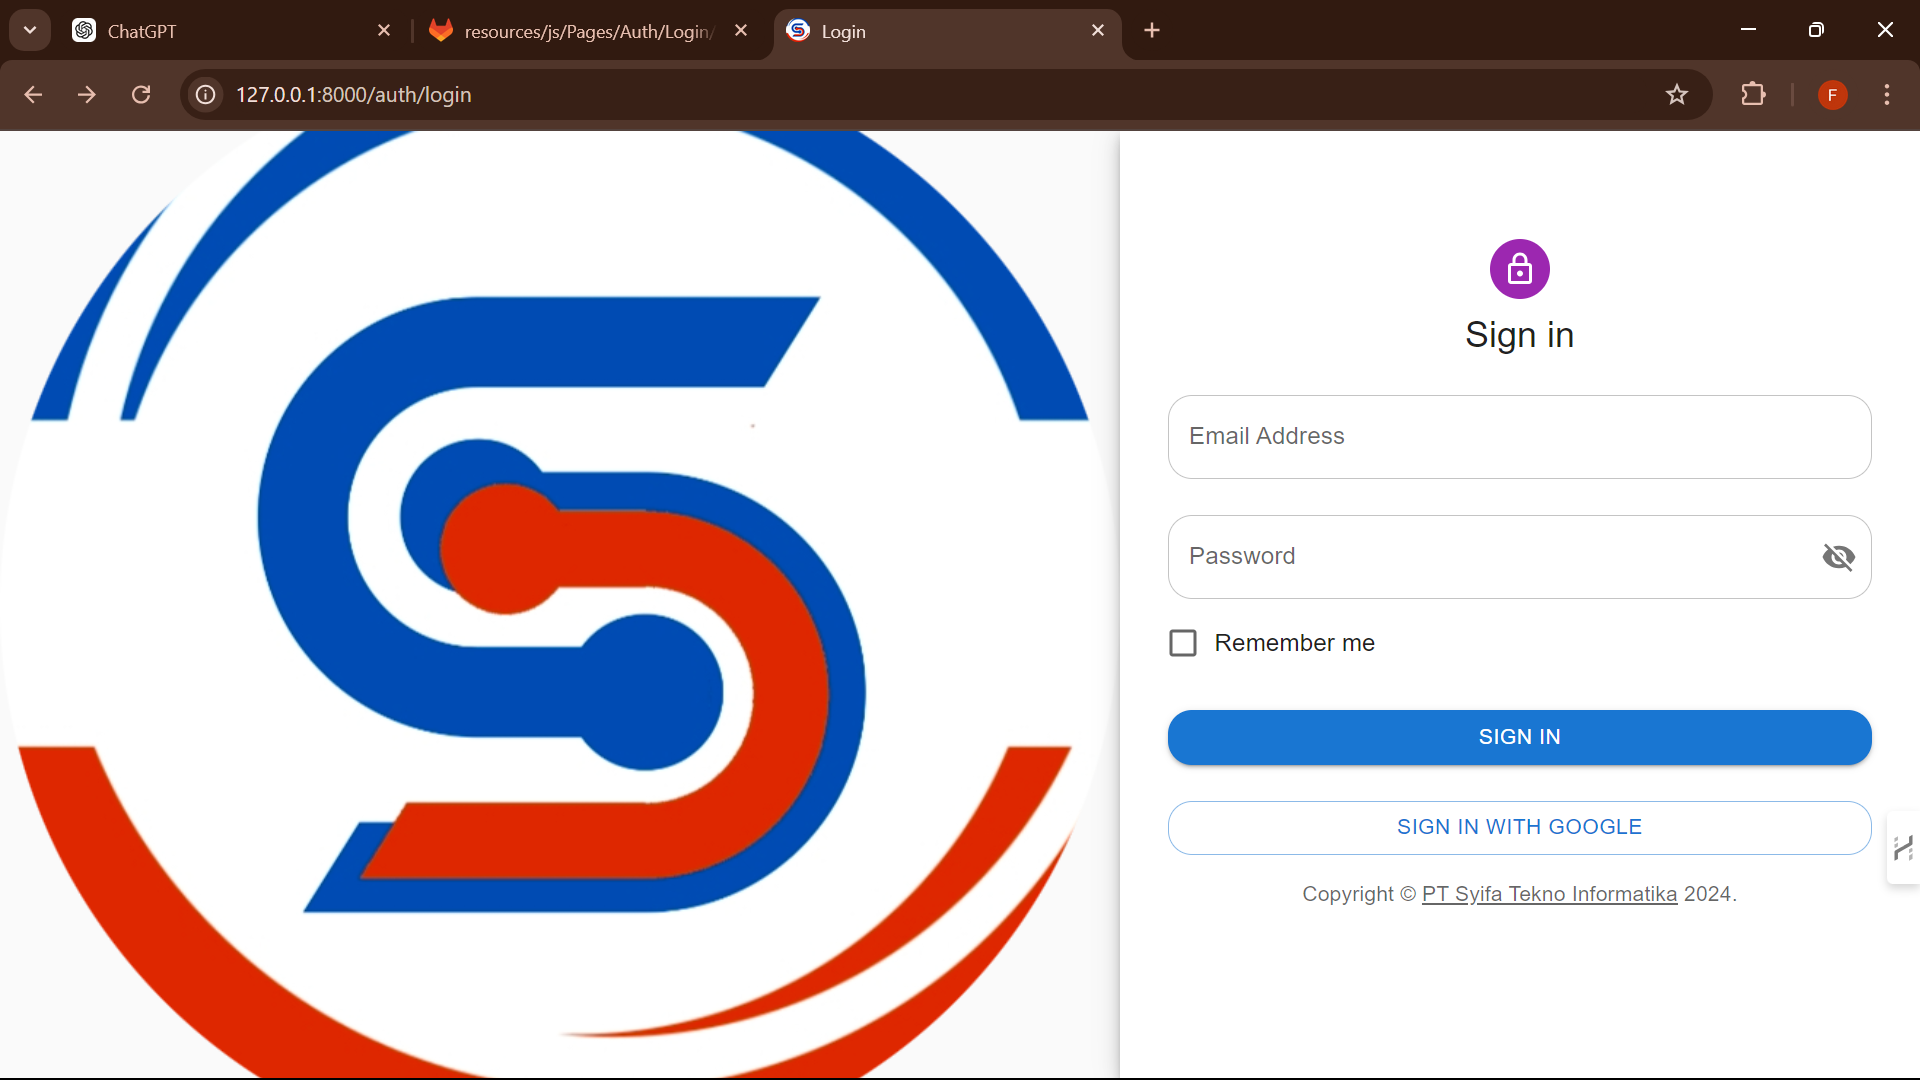 ChatGPT
resources/js/Pages/Auth/Login/
Login
127.0.0.1:8000/auth/login
F
Sign in
Email Address
Password
Remember me
SIGN IN
SIGN IN WITH GOOGLE
Copyright © PT Syifa Tekno Informatika 2024.